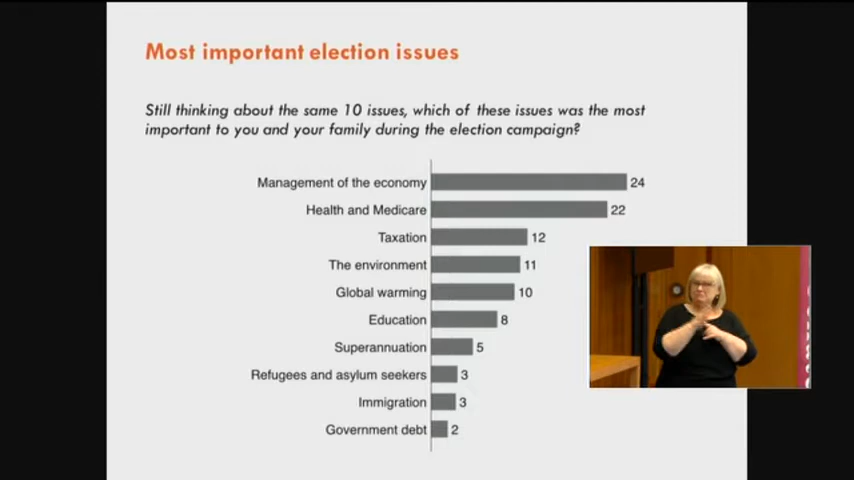 Most important election issues
Still thinking about the same 10 issues, which of these issues was the most
important to you and your family during the election campaign?
Management of the economy 24
Health and Medicare 22
Taxation 12
The environment 11
Global warming 10
Education 8
Superannuation 5
Refugees and asylum seekers 3
Immigration 3
Government debt 2